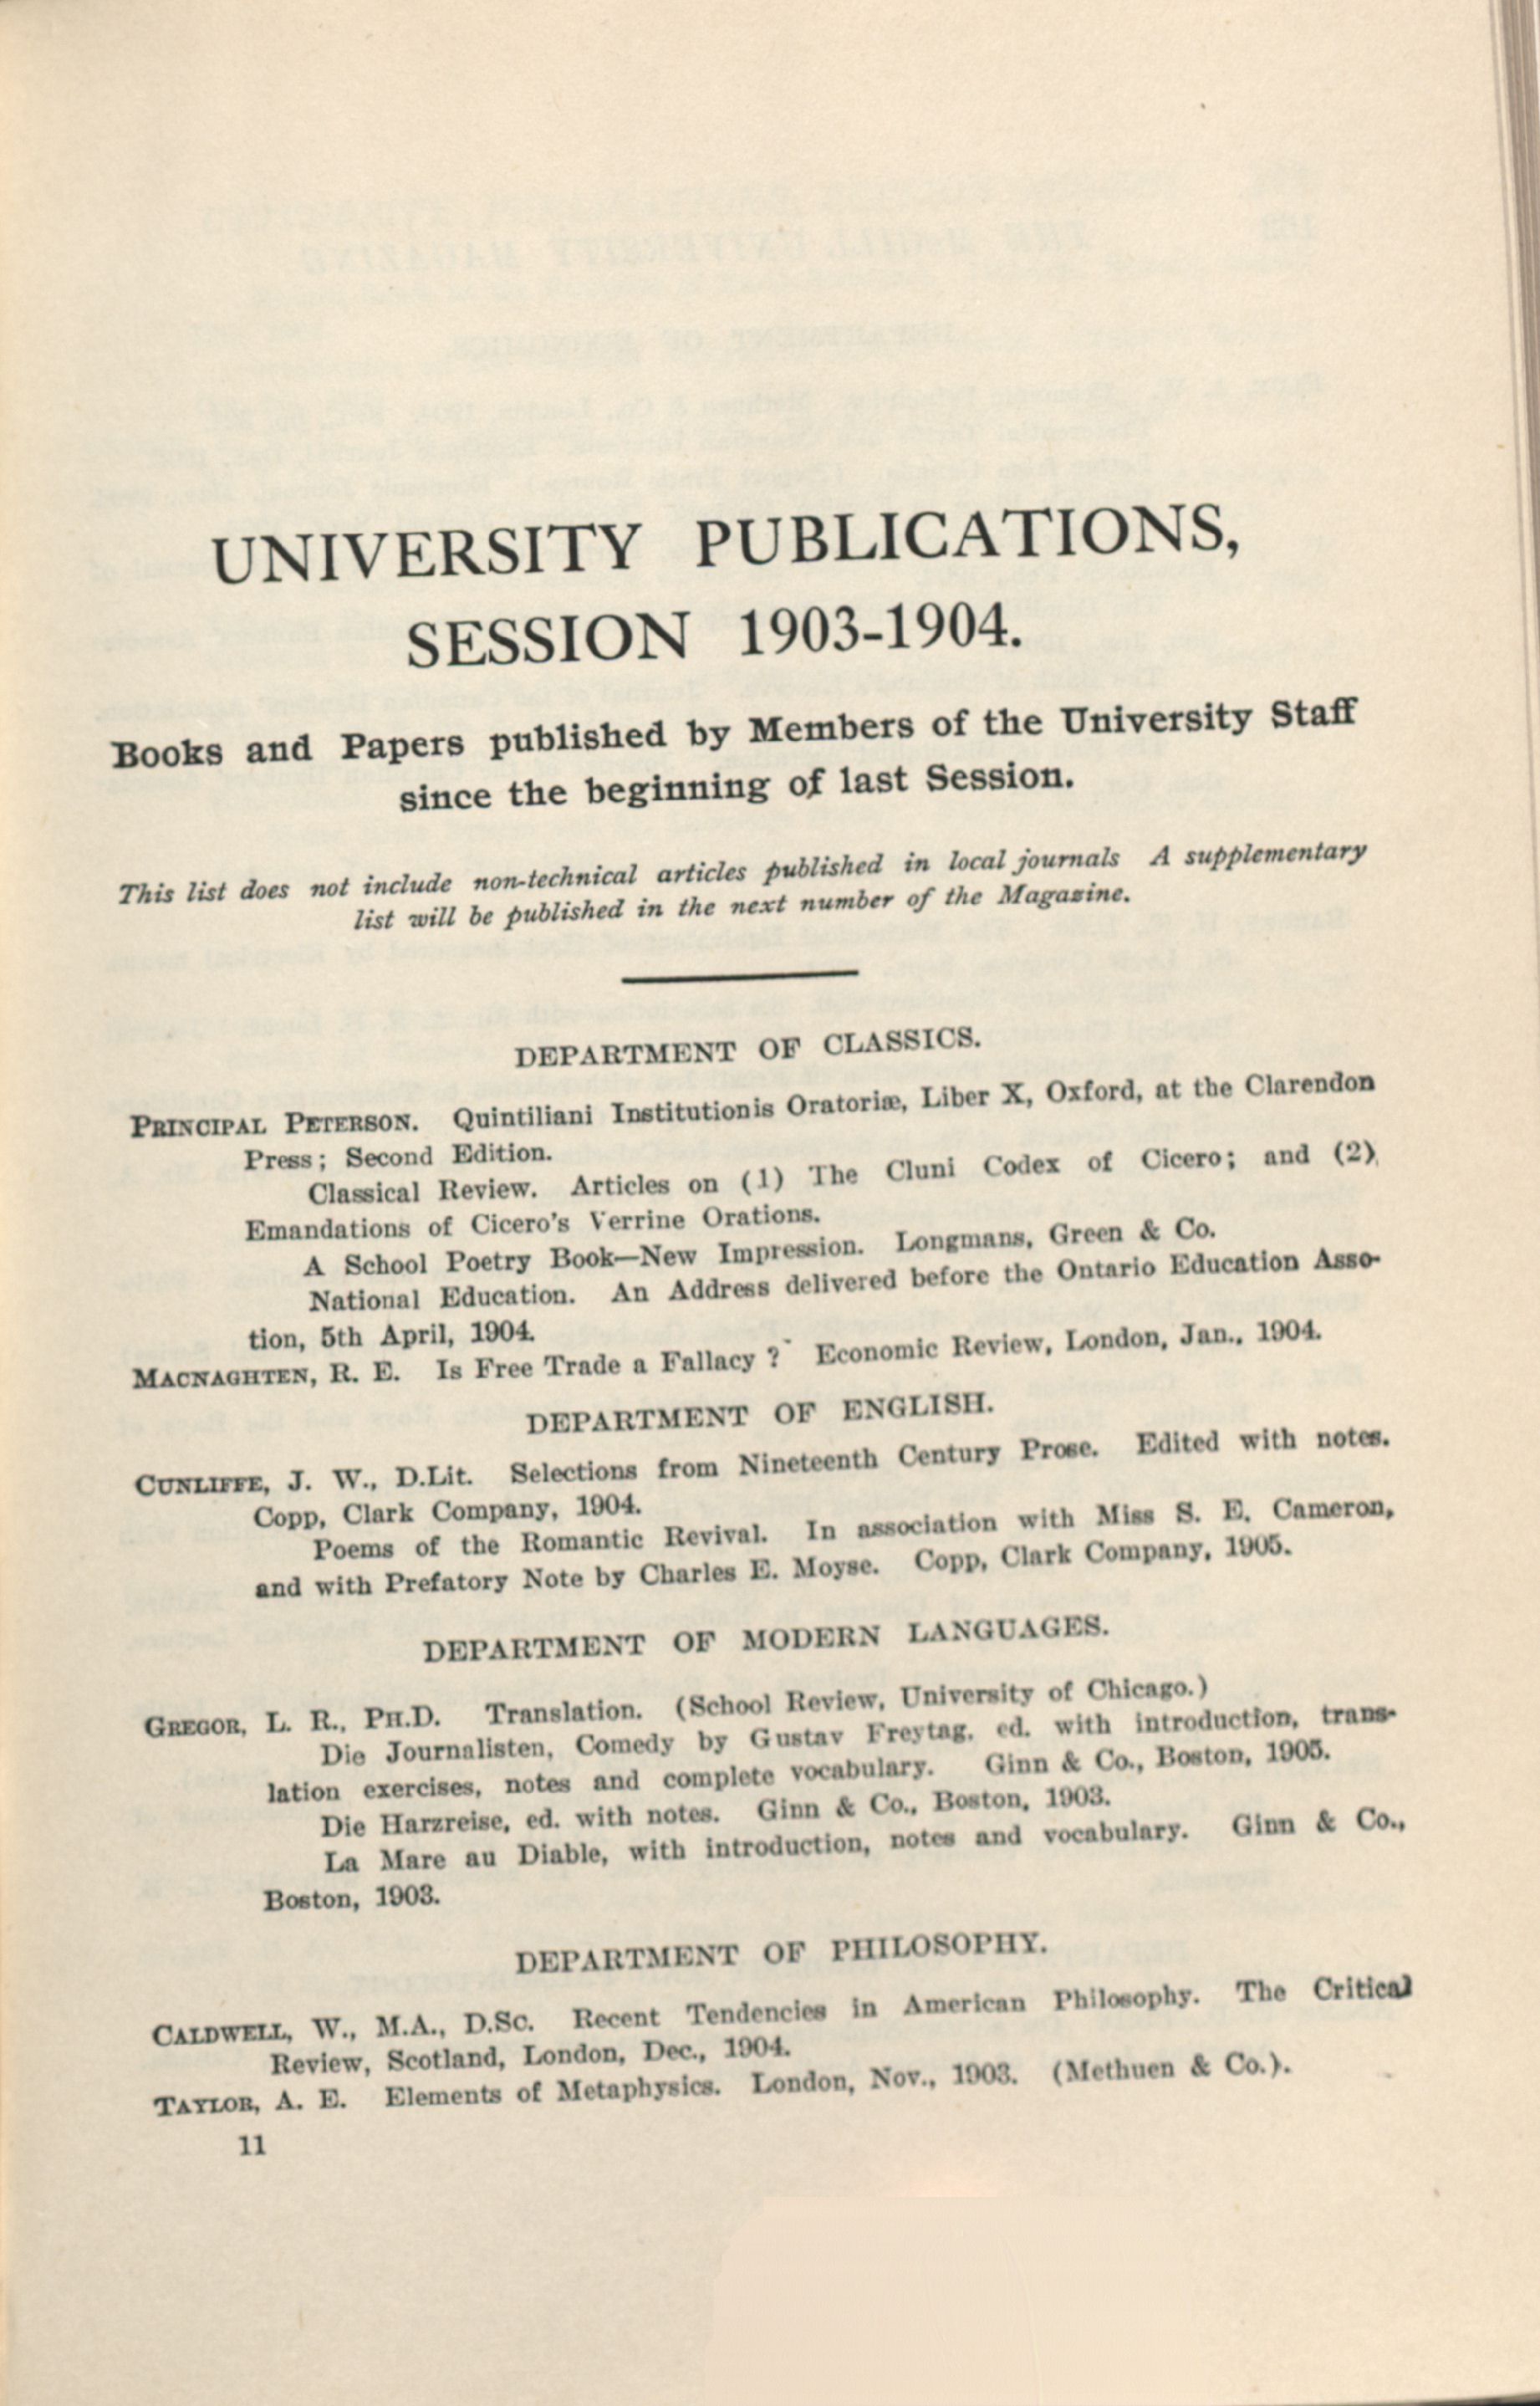 UNIVERSITY PUBLICATIONS,
SESSION 1903-1904.
Books and Papers published by Members of the University Staff
since the beginning of last Session.
This list does not include non-technical articles published in local journals A supplementary
list will be published in the next number of the Magazine.
DEPARTMENT OF CLASSICS.
PRINCIPAL PETERSON. Quintiliani Institutionis Oratoriæ, Liber X, Oxford, at the Clarendon
Press; Second Edition.
Classical Review. Articles on (1) The Cluni Codex of Cicero; and (2)
Emandations of Cicero's Verrine Orations.
A School Poetry Book—New Impression. Longmans, Green & Co.
National Education. An Address delivered before the Ontario Education Asso-
tion, 5th April, 1904.
MACNAGHTEN, R. E. Is Free Trade a Fallacy? Economic Review, London, Jan., 1904.
DEPARTMENT OF ENGLISH.
CUNLIFFE, J. W., D.Lit. Selections from Nineteenth Century Prose. Edited with notes.
Copp, Clark Company, 1904.
Poems of the Romantic Revival. In association with Miss S. E. Cameron,
and with Prefatory Note by Charles E. Moyse. Copp, Clark Company, 1905.
DEPARTMENT OF MODERN LANGUAGES.
GREGOR, L. R., PH.D. Translation. (School Review, University of Chicago.)
Die Journalisten, Comedy by Gustav Freytag, ed. with introduction, trans-
lation exercises, notes and complete vocabulary. Ginn & Co., Boston, 1905.
Die Harzreise, ed. with notes. Ginn & Co., Boston, 1903.
La Mare au Diable, with introduction, notes and vocabulary. Ginn & Co.,
Boston, 1903.
DEPARTMENT OF PHILOSOPHY.
CALDWELL, W., M.A., D.Sc. Recent Tendencies in American Philosophy. The Critical
Review, Scotland, London, Dec., 1904.
TAYLOR, A. E. Elements of Metaphysics. London, Nov., 1903. (Methuen & Co.).
11